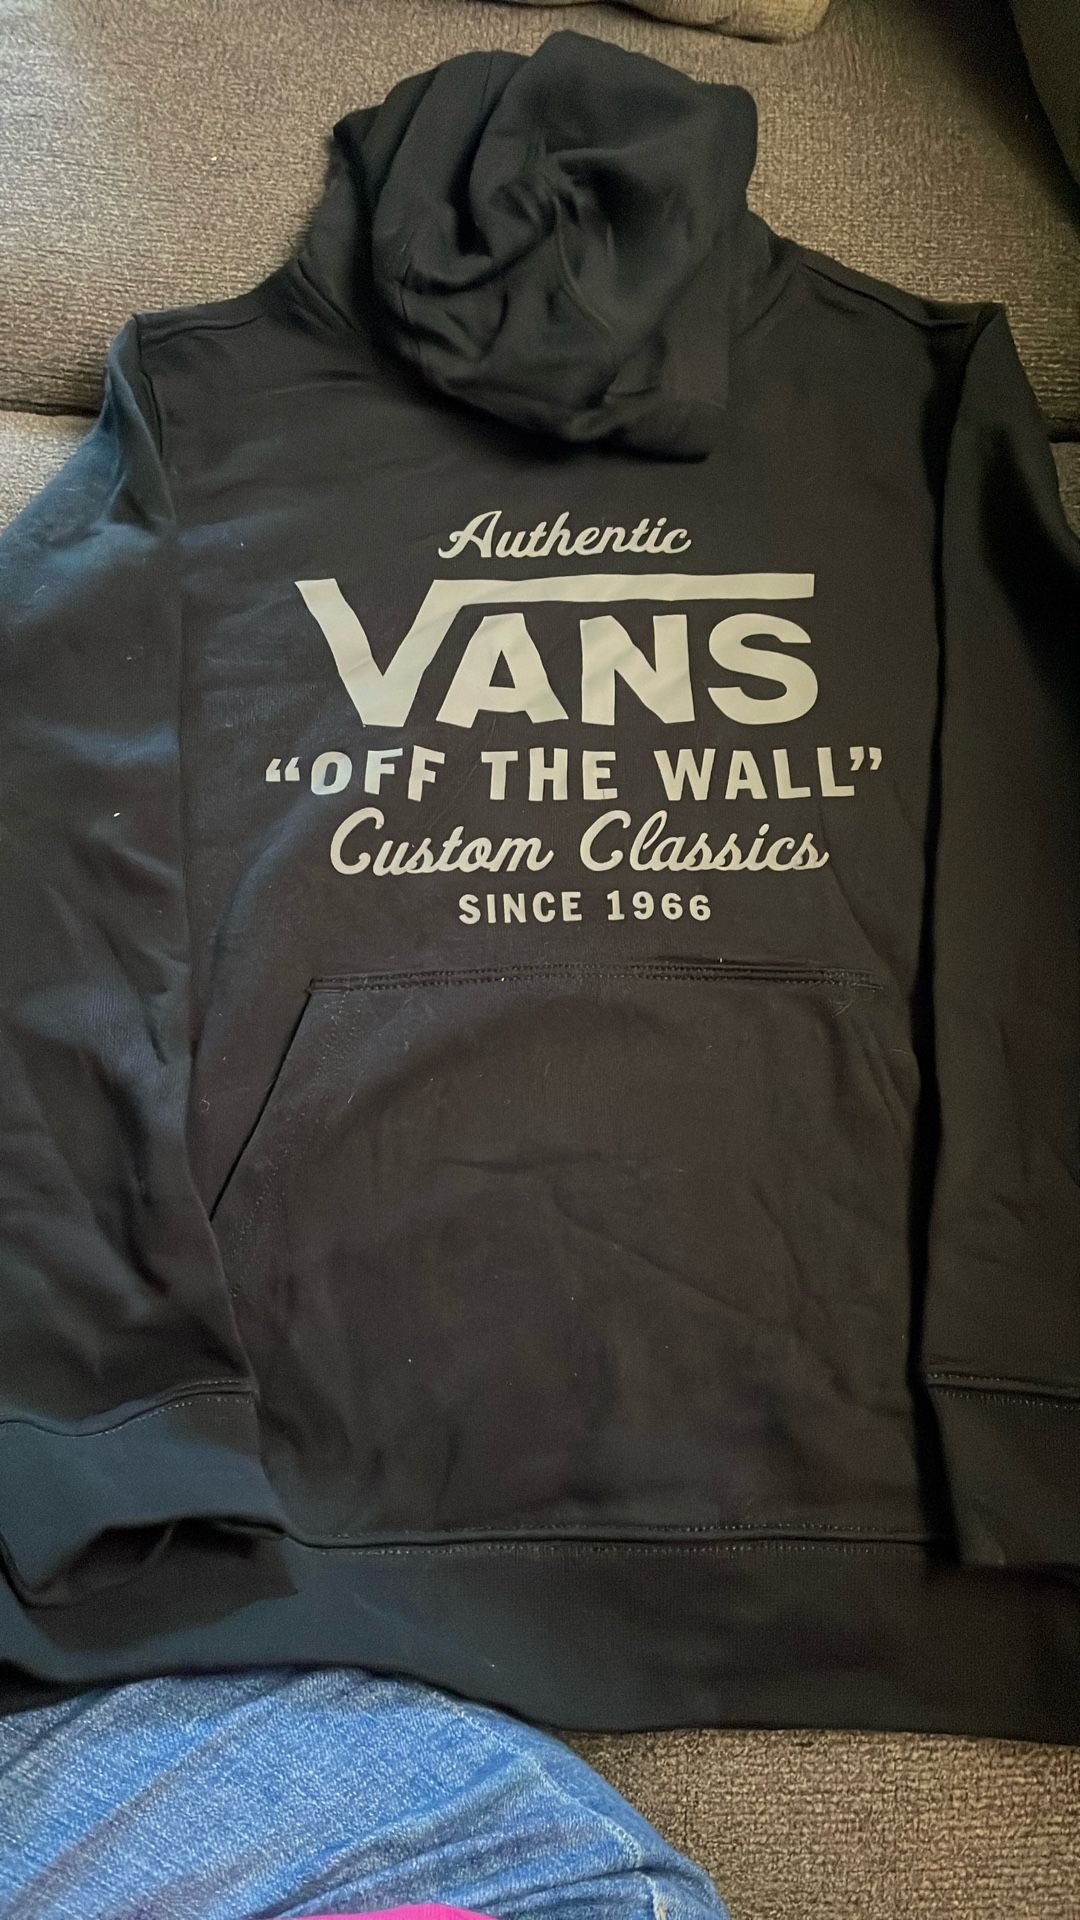 Authentic
VANS
“OFF THE WALL”
Custom Classics
SINCE 1966